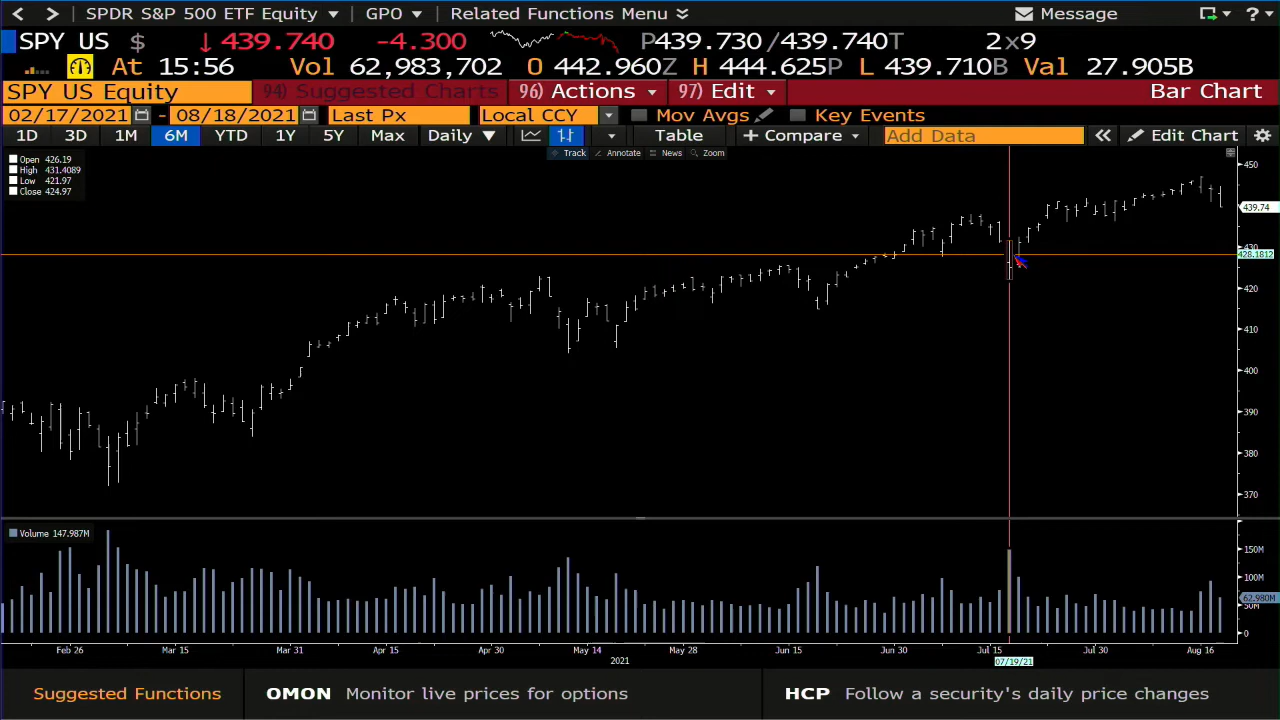 SPDR S&P 500 ETF Equity GPO Related Functions Menu Message ?
SPY US $ ↓ 439.740 -4.300 P439.730 /439.740T 2x9
At 15:56 Vol 62,983,702 O 442.960Z H 444.625P L 439.710B Val 27.905B
SPY US Equity 94) Suggested Charts 96) Actions 97) Edit Bar Chart
02/17/2021 - 08/18/2021 Last Px Local CCY Mov Avgs Key Events
1D 3D 1M 6M YTD 1Y 5Y Max Daily ▼ Table + Compare Add Data « Edit Chart
Track Annotate News Zoom
Open 426.19
High 431.4089
Low 421.97
Close 424.97
450
439.74
430
428.1812
420
410
400
390
380
370
Volume 147.987M
150M
100M
62.980M
50M
0
Feb 26 Mar 15 Mar 31 Apr 15 Apr 30 May 14 May 28 Jun 15 Jun 30 Jul 15 Jul 30 Aug 16
2021 07/19/21
Suggested Functions OMON Monitor live prices for options HCP Follow a security's daily price changes